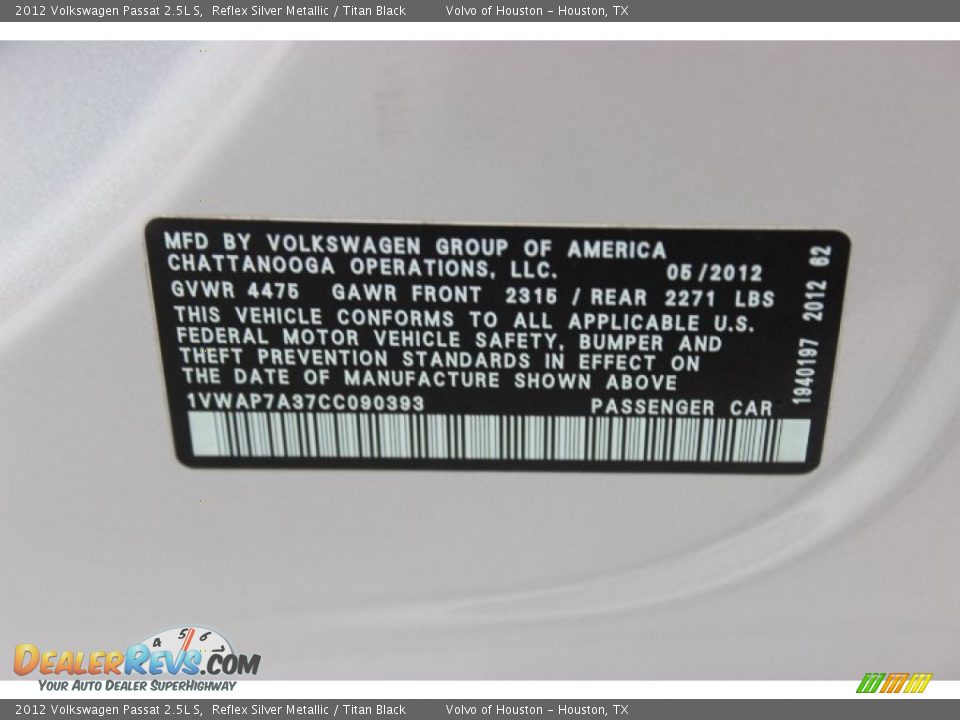 2012 Volkswagen Passat 2.5L S, Reflex Silver Metallic / Titan Black Volvo of Houston - Houston, TX
MFD BY VOLKSWAGEN GROUP OF AMERICA
CHATTANOOGA OPERATIONS, LLC. 05/2012
GVWR 4475 GAWR FRONT 2315 / REAR 2271 LBS
THIS VEHICLE CONFORMS TO ALL APPLICABLE U.S.
FEDERAL MOTOR VEHICLE SAFETY, BUMPER AND
THEFT PREVENTION STANDARDS IN EFFECT ON
THE DATE OF MANUFACTURE SHOWN ABOVE
1VWAP7A37CC090393 PASSENGER CAR
1940197 2012 62
4 5 6
DEALERREVS.COM
YOUR AUTO DEALER SUPERHIGHWAY
2012 Volkswagen Passat 2.5L S, Reflex Silver Metallic / Titan Black Volvo of Houston - Houston, TX